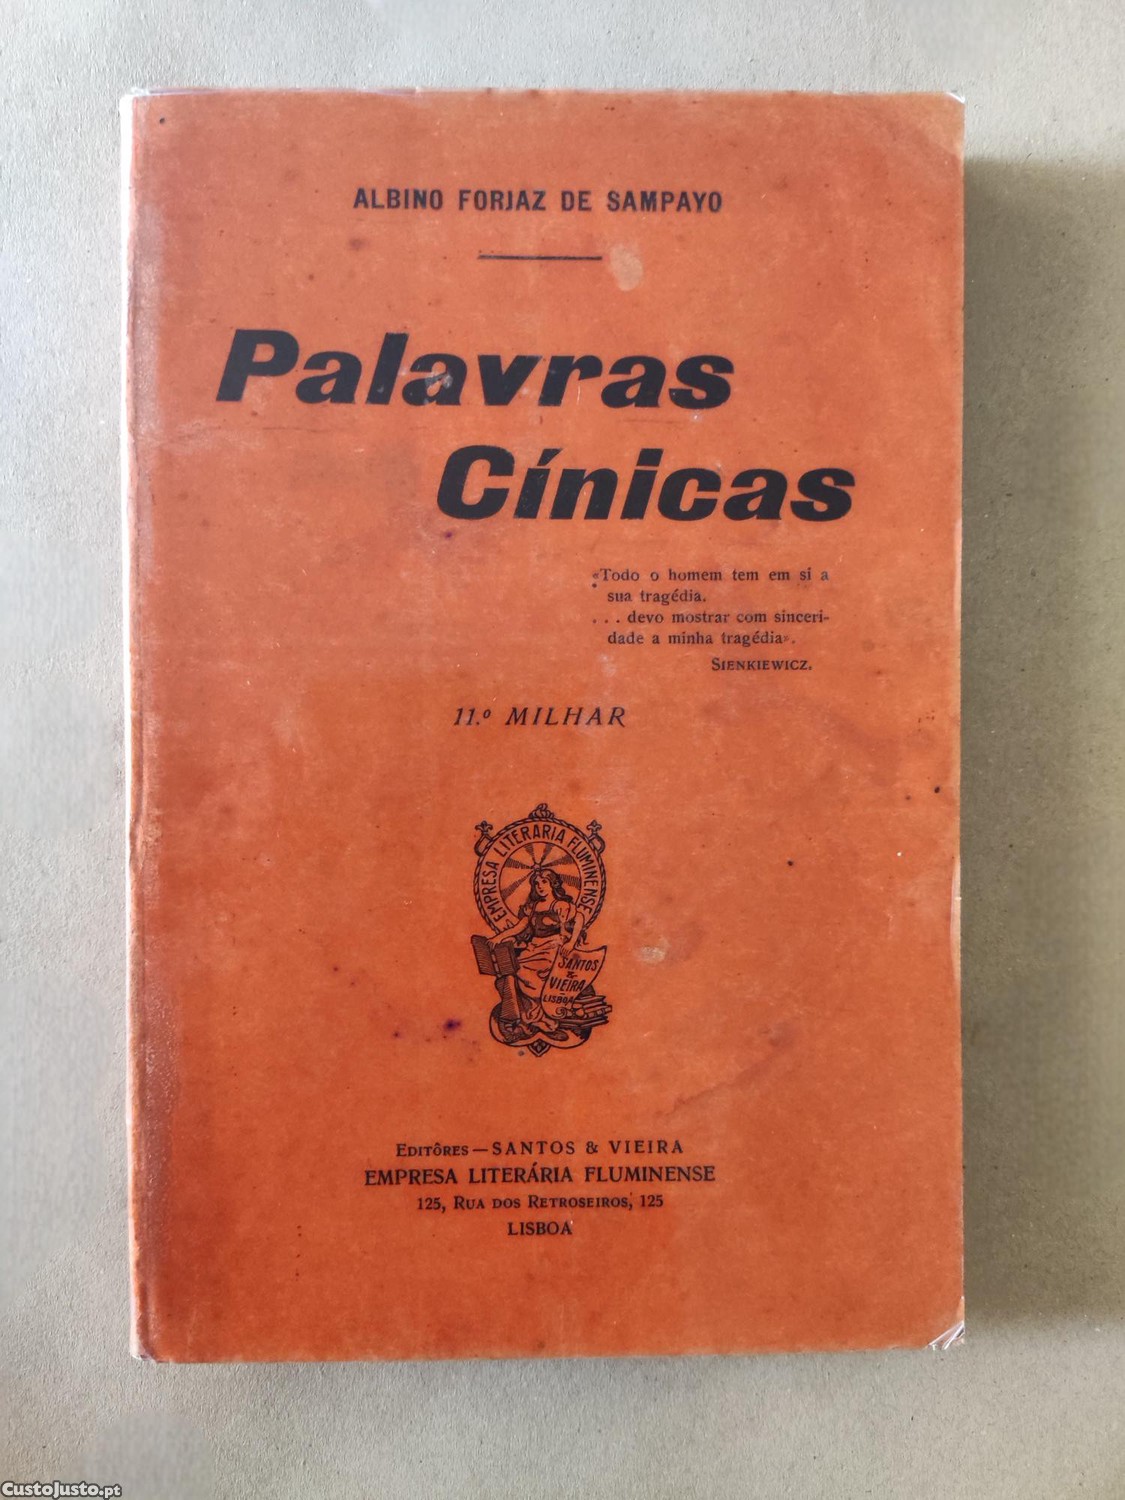 ALBINO FORJAZ DE SAMPAYO
Palavras
Cínicas
«Todo o homem tem em si a
sua tragédia.
... devo mostrar com sinceri-
dade a minha tragédia».
SIENKIEWICZ.
11.º MILHAR
EMPRESA LITERARIA FLUMINENSE
SANTOS
&
VIEIRA
LISBOA
EDITÔRES — SANTOS & VIEIRA
EMPRESA LITERÁRIA FLUMINENSE
125, RUA DOS RETROSEIROS, 125
LISBOA
CustoJusto.pt